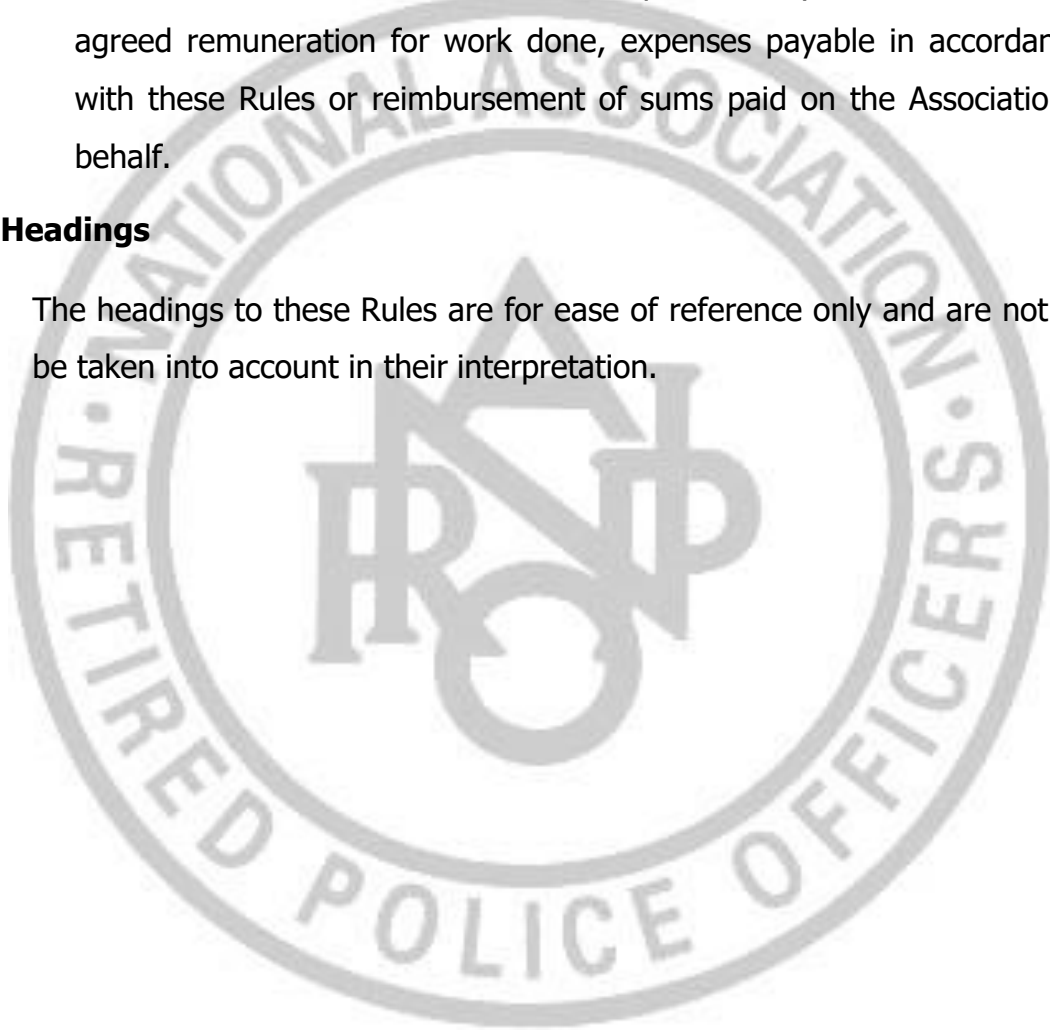 agreed remuneration for work done, expenses payable in accordan
with these Rules or reimbursement of sums paid on the Associatio
behalf.
Headings
The headings to these Rules are for ease of reference only and are not
be taken into account in their interpretation.
• NATIONAL ASSOCIATION •
RETIRED POLICE OFFICERS
NARPO